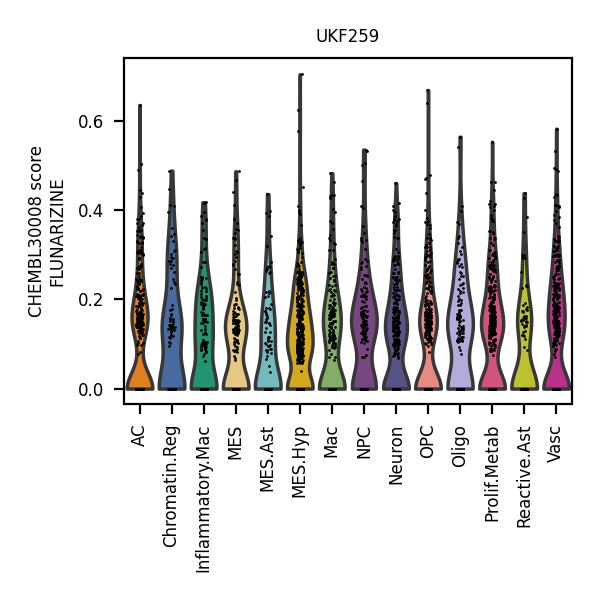 UKF259
CHEMBL30008 score
FLUNARIZINE
0.6
0.4
0.2
0.0
AC
Chromatin.Reg
Inflammatory.Mac
MES
MES.Ast
MES.Hyp
Mac
NPC
Neuron
OPC
Oligo
Prolif.Metab
Reactive.Ast
Vasc